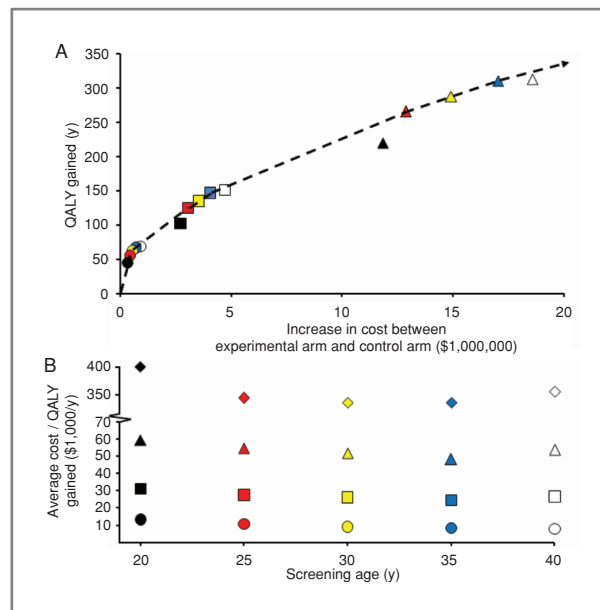 A
QALY gained (y)
350
300
250
200
150
100
50
0
0 5 10 15 20
Increase in cost between
experimental arm and control arm ($1,000,000)
B
Average cost / QALY
gained ($1,000/y)
400
350
70
60
50
40
30
20
10
20 25 30 35 40
Screening age (y)